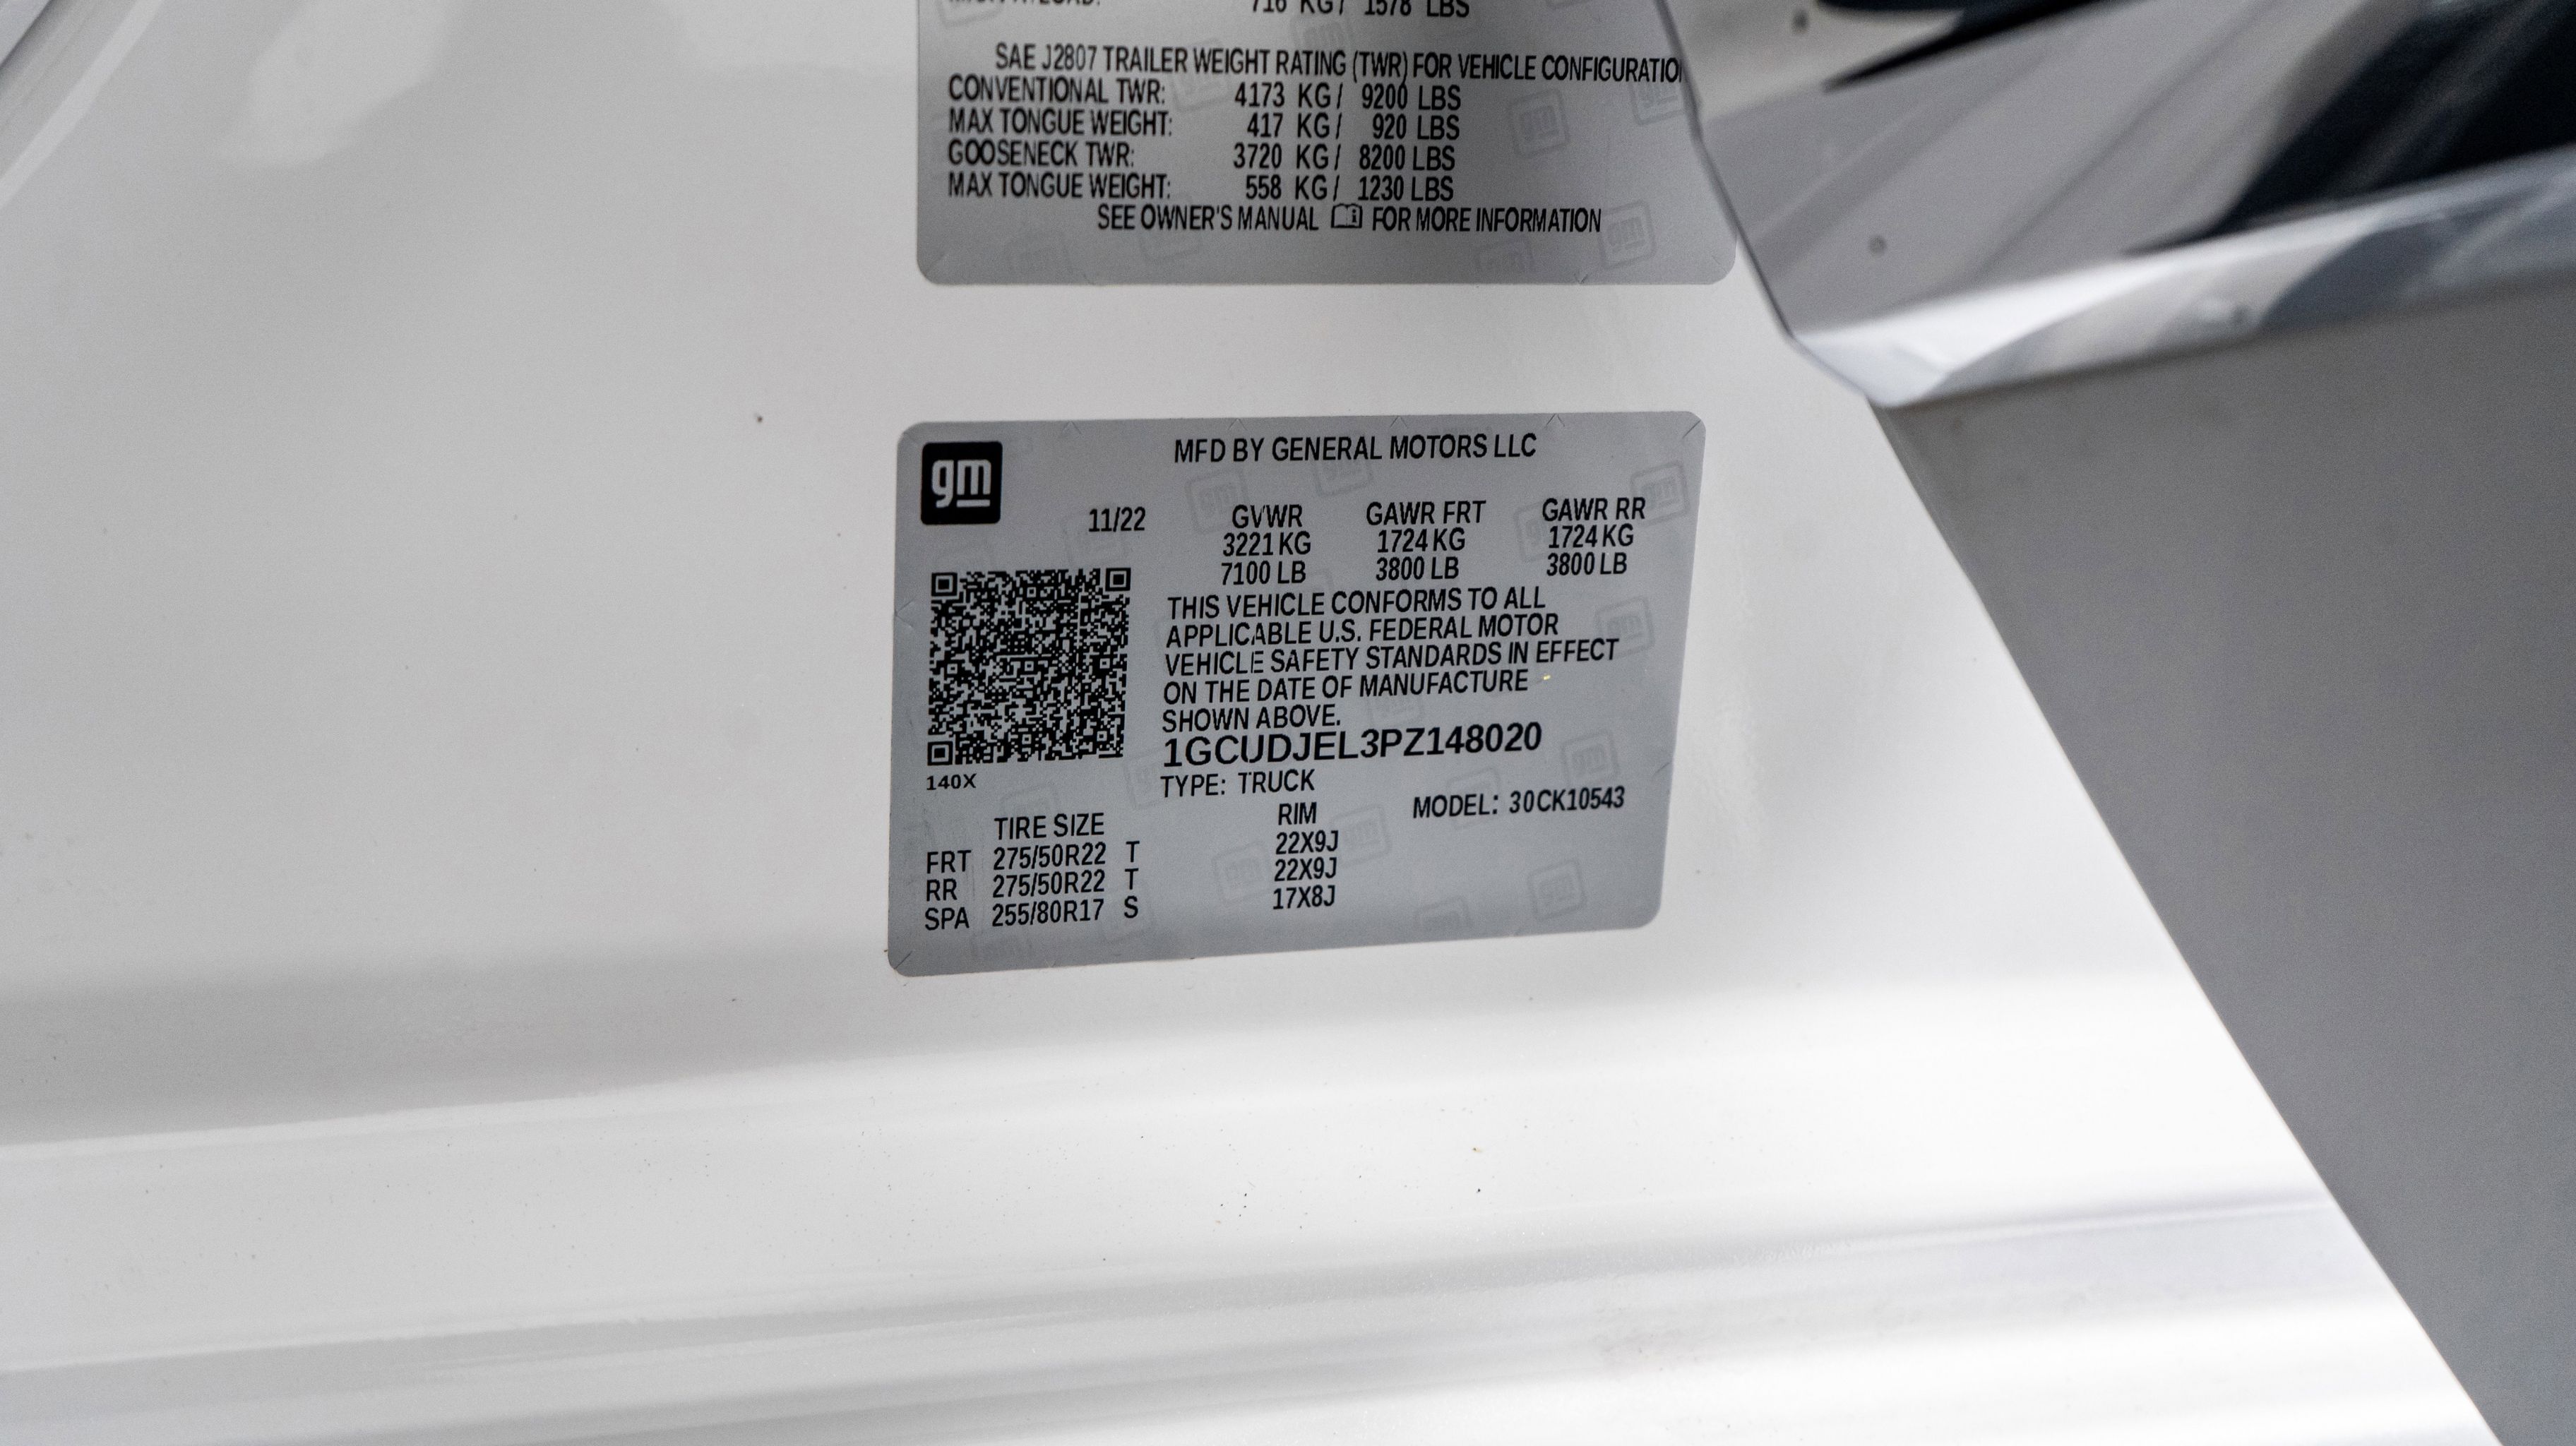 716 KG / 1578 LBS
SAE J2807 TRAILER WEIGHT RATING (TWR) FOR VEHICLE
CONVENTIONAL TWR: 4173 KG / 9200 LBS
MAX TONGUE WEIGHT: 417 KG / 920 LBS
GOOSENECK TWR: 3720 KG / 8200 LBS
MAX TONGUE WEIGHT: 558 KG / 1230 LBS
SEE OWNER'S MANUAL FOR MORE INFORMATION
gm
MFD BY GENERAL MOTORS LLC
11/22 GVWR GAWR FRT GAWR RR
3221 KG 1724 KG 1724 KG
7100 LB 3800 LB 3800 LB
THIS VEHICLE CONFORMS TO ALL
APPLICABLE U.S. FEDERAL MOTOR
VEHICLE SAFETY STANDARDS IN EFFECT
ON THE DATE OF MANUFACTURE
SHOWN ABOVE.
1GCUDJEL3PZ148020
140X
TYPE: TRUCK
MODEL: 30CK10543
TIRE SIZE RIM
FRT 275/50R22 T 22X9J
RR 275/50R22 T 22X9J
SPA 255/80R17 S 17X8J